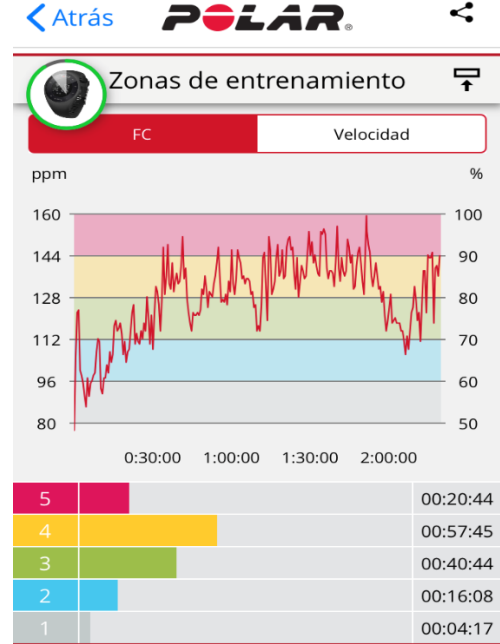 Atrás POLAR®
Zonas de entrenamiento
FC Velocidad
ppm %
160 100
144 90
128 80
112 70
96 60
80 50
0:30:00 1:00:00 1:30:00 2:00:00
5 00:20:44
4 00:57:45
3 00:40:44
2 00:16:08
1 00:04:17